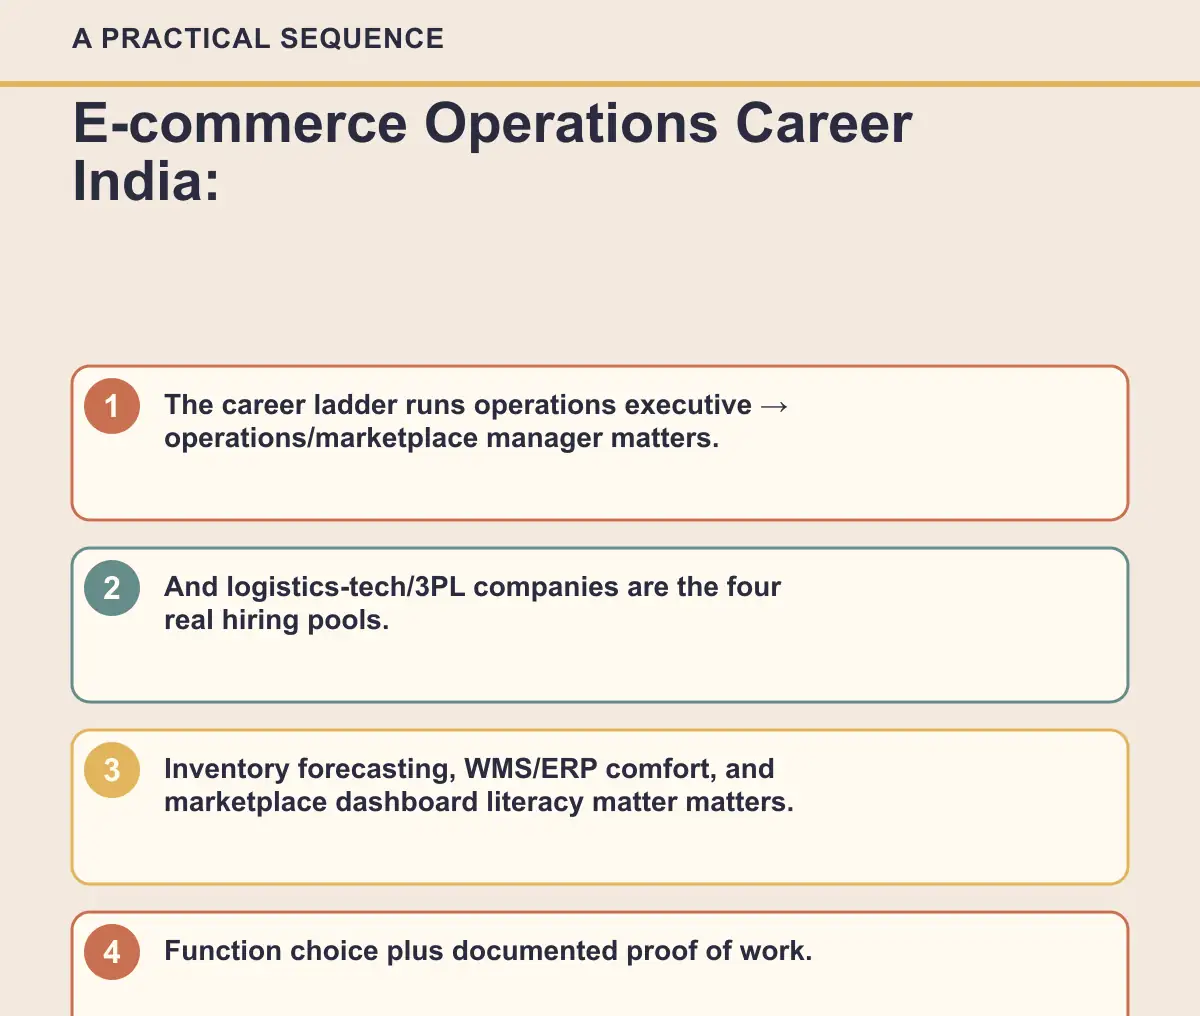 A PRACTICAL SEQUENCE
E-commerce Operations Career
India:
1
The career ladder runs operations executive →
operations/marketplace manager matters.
2
And logistics-tech/3PL companies are the four
real hiring pools.
3
Inventory forecasting, WMS/ERP comfort, and
marketplace dashboard literacy matter matters.
4
Function choice plus documented proof of work.